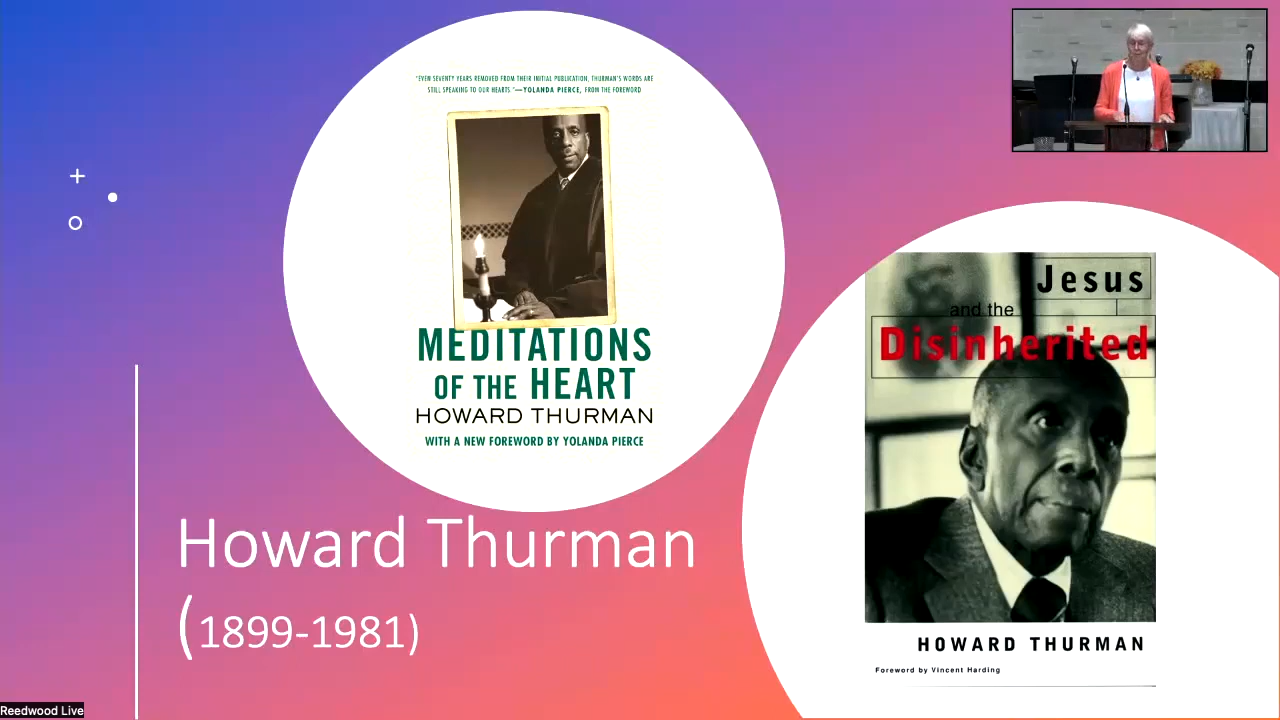 "EVEN SEVENTY YEARS REMOVED FROM THEIR INITIAL PUBLICATION, THURMAN'S WORDS ARE
STILL SPEAKING TO OUR HEARTS."—YOLANDA PIERCE, FROM THE FOREWORD
MEDITATIONS
OF THE HEART
HOWARD THURMAN
WITH A NEW FOREWORD BY YOLANDA PIERCE
Jesus
and the
Disinherited
HOWARD THURMAN
Foreword by Vincent Harding
Howard Thurman
(1899-1981)
Reedwood Live